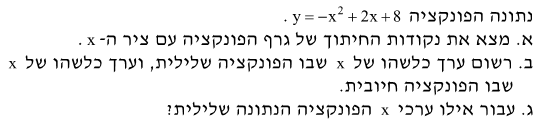 נתונה הפונקציה y = −x² + 2x + 8 .
א. מצא את נקודות החיתוך של גרף הפונקציה עם ציר ה- x .
ב. רשום ערך כלשהו של x שבו הפונקציה שלילית, וערך כלשהו של x
שבו הפונקציה חיובית.
ג. עבור אילו ערכי x הפונקציה הנתונה שלילית?